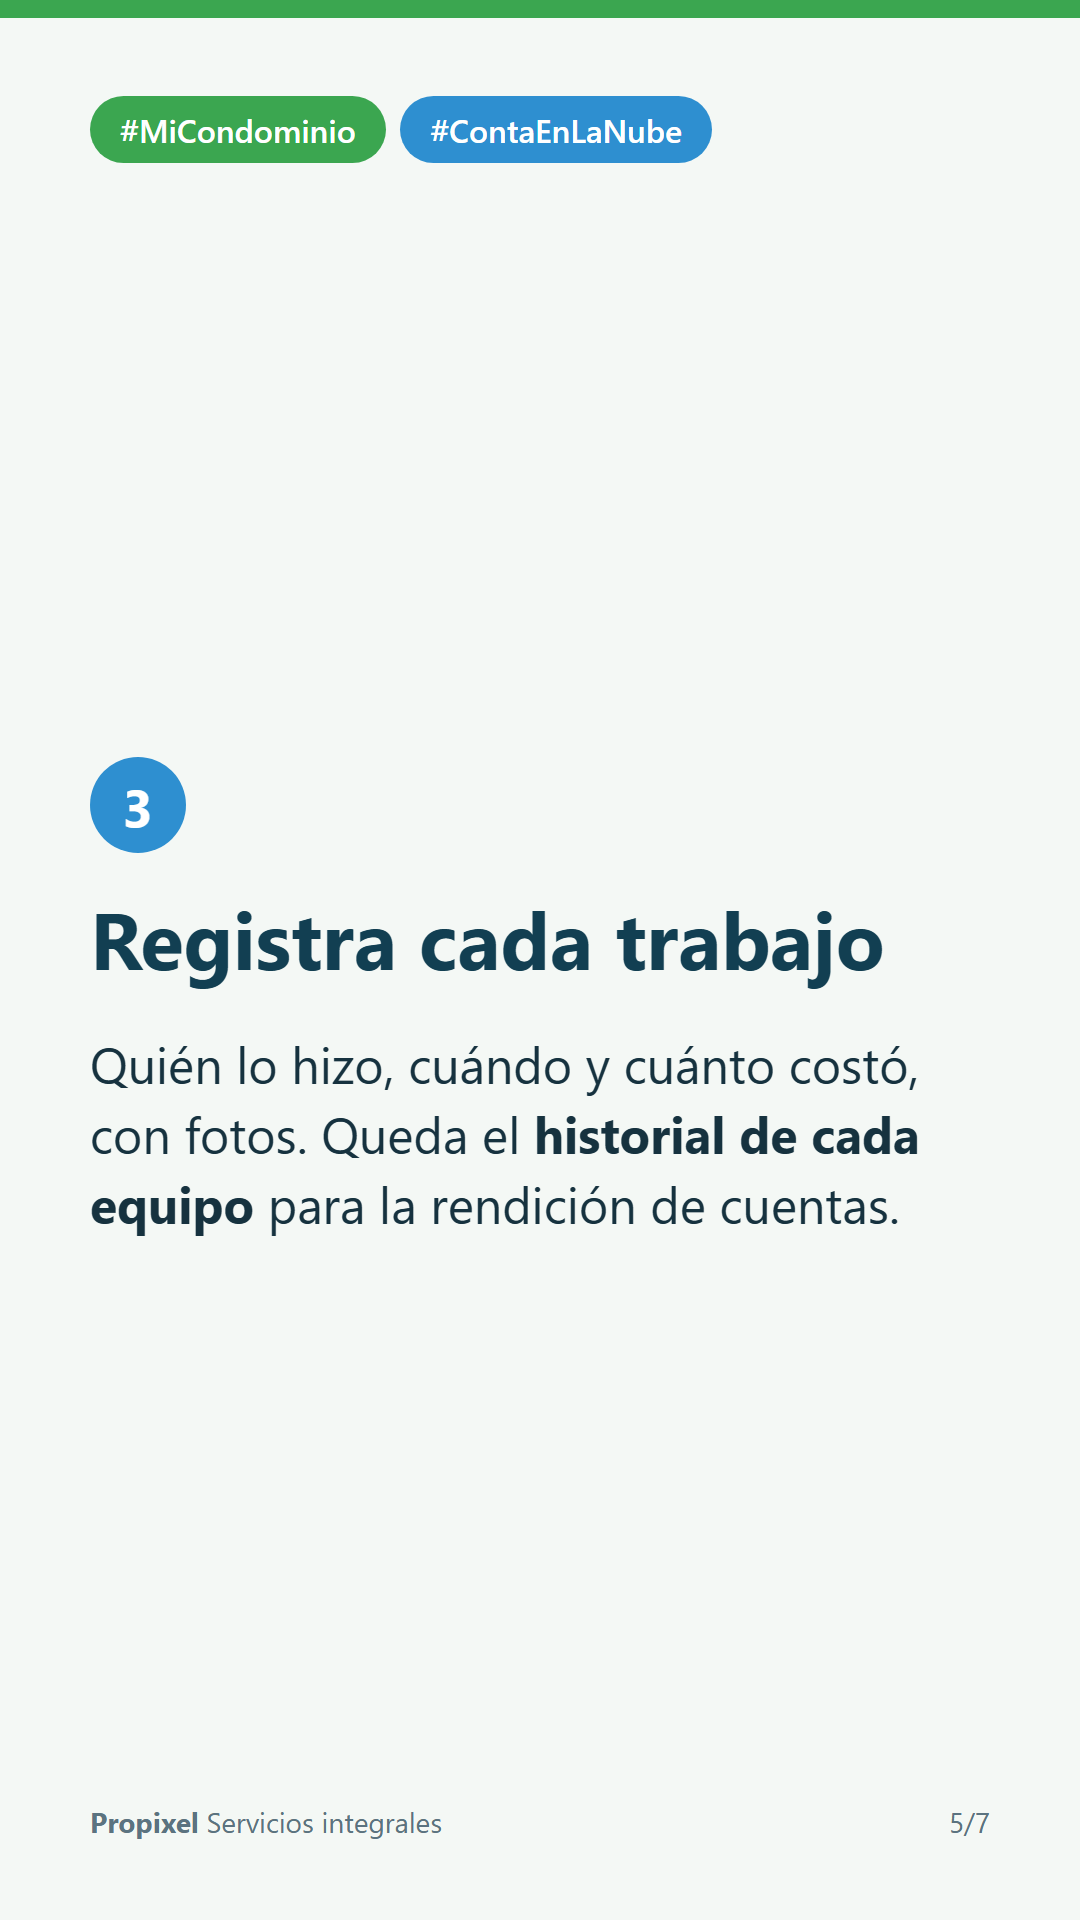 #MiCondominio #ContaEnLaNube
3
Registra cada trabajo
Quién lo hizo, cuándo y cuánto costó,
con fotos. Queda el historial de cada
equipo para la rendición de cuentas.
Propixel Servicios integrales 5/7